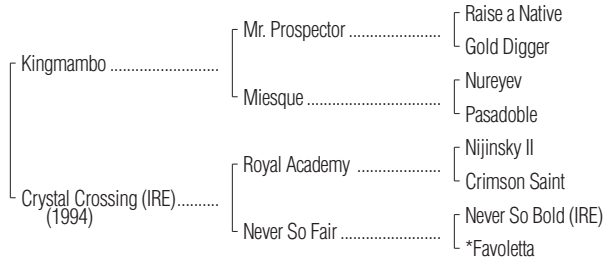 Raise a Native
Mr. Prospector
Gold Digger
Kingmambo
Nureyev
Miesque
Pasadoble
Nijinsky II
Royal Academy
Crimson Saint
Crystal Crossing (IRE)
(1994)
Never So Bold (IRE)
Never So Fair
*Favoletta